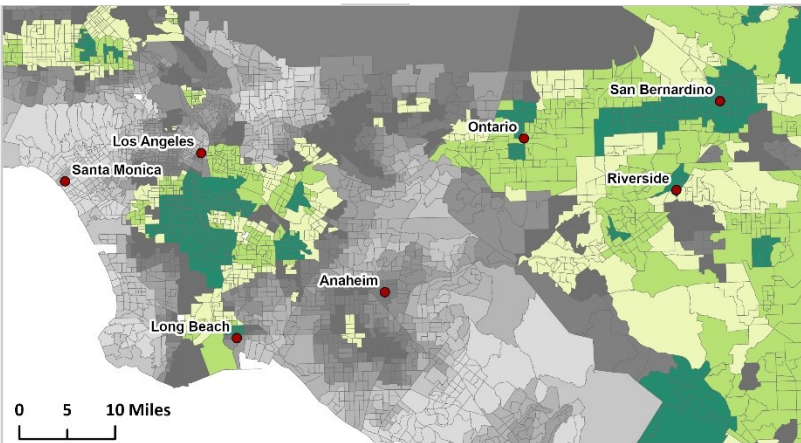 San Bernardino
Ontario
Los Angeles
Santa Monica
Riverside
Anaheim
Long Beach
0 5 10 Miles